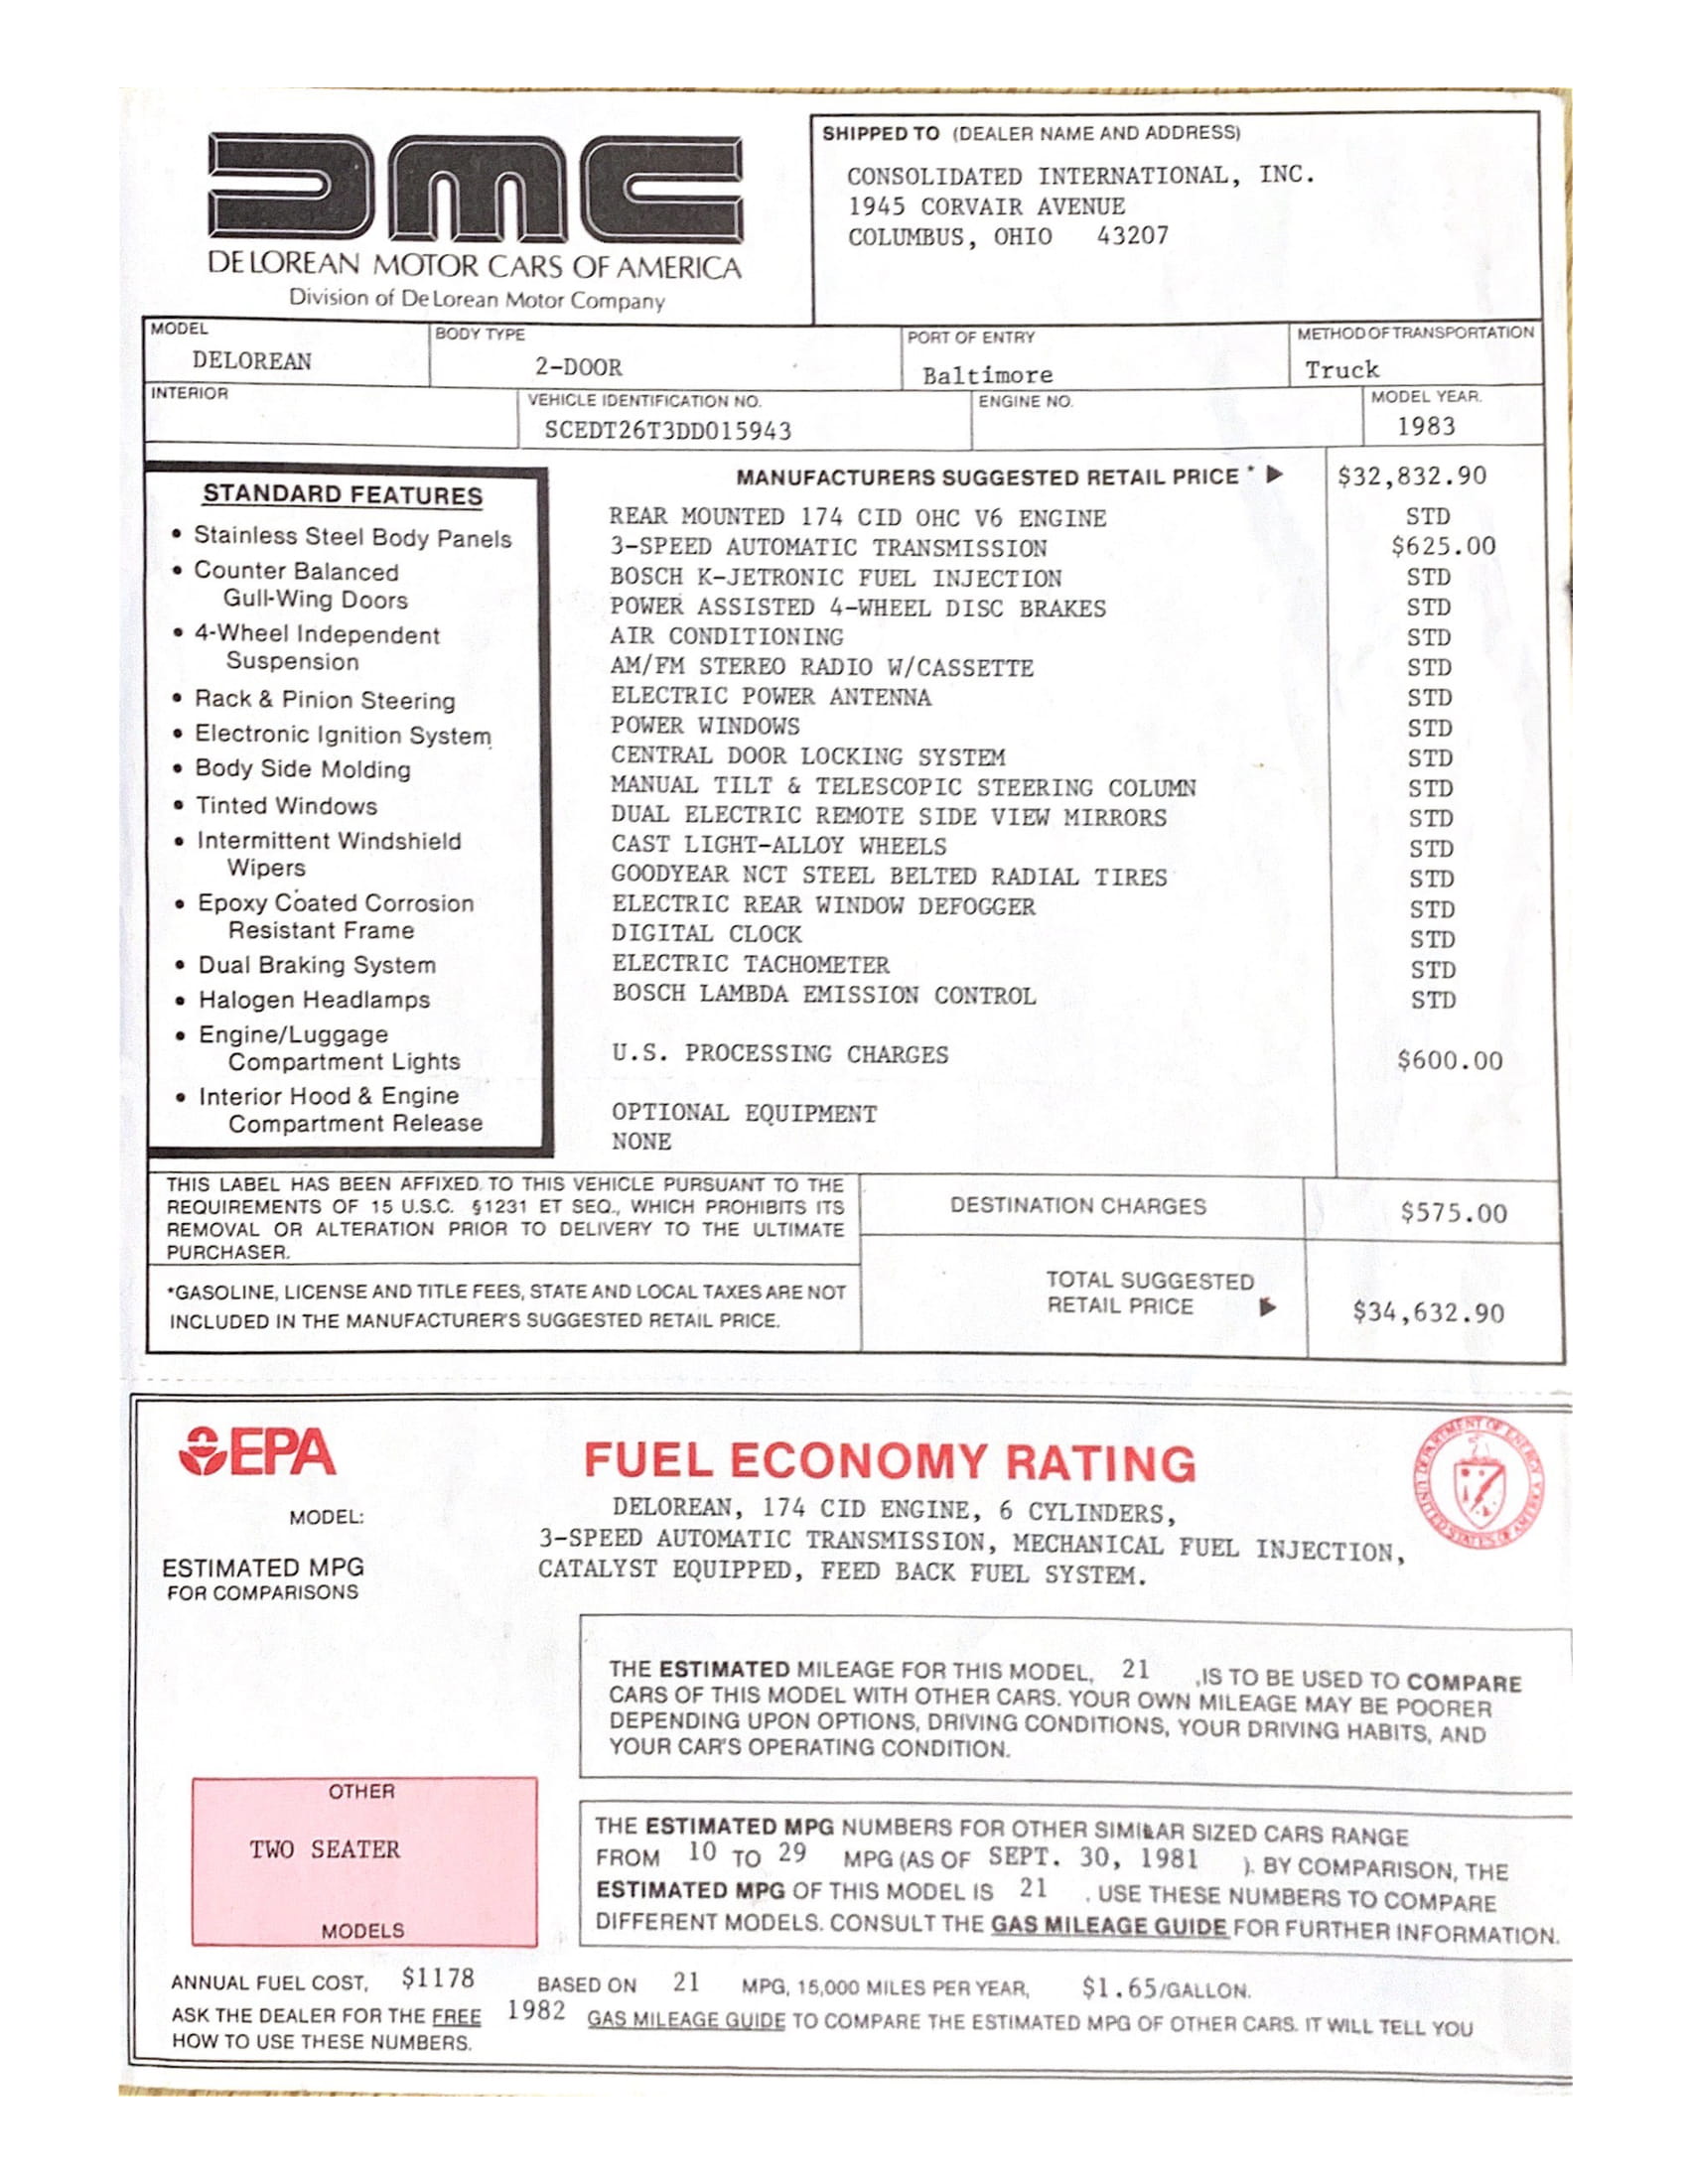 DMC
DELOREAN MOTOR CARS OF AMERICA
Division of DeLorean Motor Company
SHIPPED TO (DEALER NAME AND ADDRESS)
CONSOLIDATED INTERNATIONAL, INC.
1945 CORVAIR AVENUE
COLUMBUS, OHIO 43207
MODEL
DELOREAN
BODY TYPE
2-DOOR
PORT OF ENTRY
Baltimore
METHOD OF TRANSPORTATION
Truck
INTERIOR
VEHICLE IDENTIFICATION NO.
SCEDT26T3DD015943
ENGINE NO.
MODEL YEAR.
1983
STANDARD FEATURES
• Stainless Steel Body Panels
• Counter Balanced
Gull-Wing Doors
• 4-Wheel Independent
Suspension
• Rack & Pinion Steering
• Electronic Ignition System
• Body Side Molding
• Tinted Windows
• Intermittent Windshield
Wipers
• Epoxy Coated Corrosion
Resistant Frame
• Dual Braking System
• Halogen Headlamps
• Engine/Luggage
Compartment Lights
• Interior Hood & Engine
Compartment Release
MANUFACTURERS SUGGESTED RETAIL PRICE * ▶ $32,832.90
REAR MOUNTED 174 CID OHC V6 ENGINE STD
3-SPEED AUTOMATIC TRANSMISSION $625.00
BOSCH K-JETRONIC FUEL INJECTION STD
POWER ASSISTED 4-WHEEL DISC BRAKES STD
AIR CONDITIONING STD
AM/FM STEREO RADIO W/CASSETTE STD
ELECTRIC POWER ANTENNA STD
POWER WINDOWS STD
CENTRAL DOOR LOCKING SYSTEM STD
MANUAL TILT & TELESCOPIC STEERING COLUMN STD
DUAL ELECTRIC REMOTE SIDE VIEW MIRRORS STD
CAST LIGHT-ALLOY WHEELS STD
GOODYEAR NCT STEEL BELTED RADIAL TIRES STD
ELECTRIC REAR WINDOW DEFOGGER STD
DIGITAL CLOCK STD
ELECTRIC TACHOMETER STD
BOSCH LAMBDA EMISSION CONTROL STD
U.S. PROCESSING CHARGES $600.00
OPTIONAL EQUIPMENT
NONE
THIS LABEL HAS BEEN AFFIXED TO THIS VEHICLE PURSUANT TO THE
REQUIREMENTS OF 15 U.S.C. §1231 ET SEQ., WHICH PROHIBITS ITS
REMOVAL OR ALTERATION PRIOR TO DELIVERY TO THE ULTIMATE
PURCHASER.
DESTINATION CHARGES $575.00
*GASOLINE, LICENSE AND TITLE FEES, STATE AND LOCAL TAXES ARE NOT
INCLUDED IN THE MANUFACTURER'S SUGGESTED RETAIL PRICE.
TOTAL SUGGESTED
RETAIL PRICE ▶ $34,632.90
EPA
FUEL ECONOMY RATING
DEPARTMENT OF ENERGY
UNITED STATES OF AMERICA
MODEL:
DELOREAN, 174 CID ENGINE, 6 CYLINDERS,
3-SPEED AUTOMATIC TRANSMISSION, MECHANICAL FUEL INJECTION,
CATALYST EQUIPPED, FEED BACK FUEL SYSTEM.
ESTIMATED MPG
FOR COMPARISONS
THE ESTIMATED MILEAGE FOR THIS MODEL, 21 ,IS TO BE USED TO COMPARE
CARS OF THIS MODEL WITH OTHER CARS. YOUR OWN MILEAGE MAY BE POORER
DEPENDING UPON OPTIONS, DRIVING CONDITIONS, YOUR DRIVING HABITS, AND
YOUR CAR'S OPERATING CONDITION.
OTHER
TWO SEATER
MODELS
THE ESTIMATED MPG NUMBERS FOR OTHER SIMILAR SIZED CARS RANGE
FROM 10 TO 29 MPG (AS OF SEPT. 30, 1981 ). BY COMPARISON, THE
ESTIMATED MPG OF THIS MODEL IS 21 . USE THESE NUMBERS TO COMPARE
DIFFERENT MODELS. CONSULT THE GAS MILEAGE GUIDE FOR FURTHER INFORMATION.
ANNUAL FUEL COST, $1178 BASED ON 21 MPG, 15,000 MILES PER YEAR, $1.65/GALLON.
ASK THE DEALER FOR THE FREE 1982 GAS MILEAGE GUIDE TO COMPARE THE ESTIMATED MPG OF OTHER CARS. IT WILL TELL YOU
HOW TO USE THESE NUMBERS.